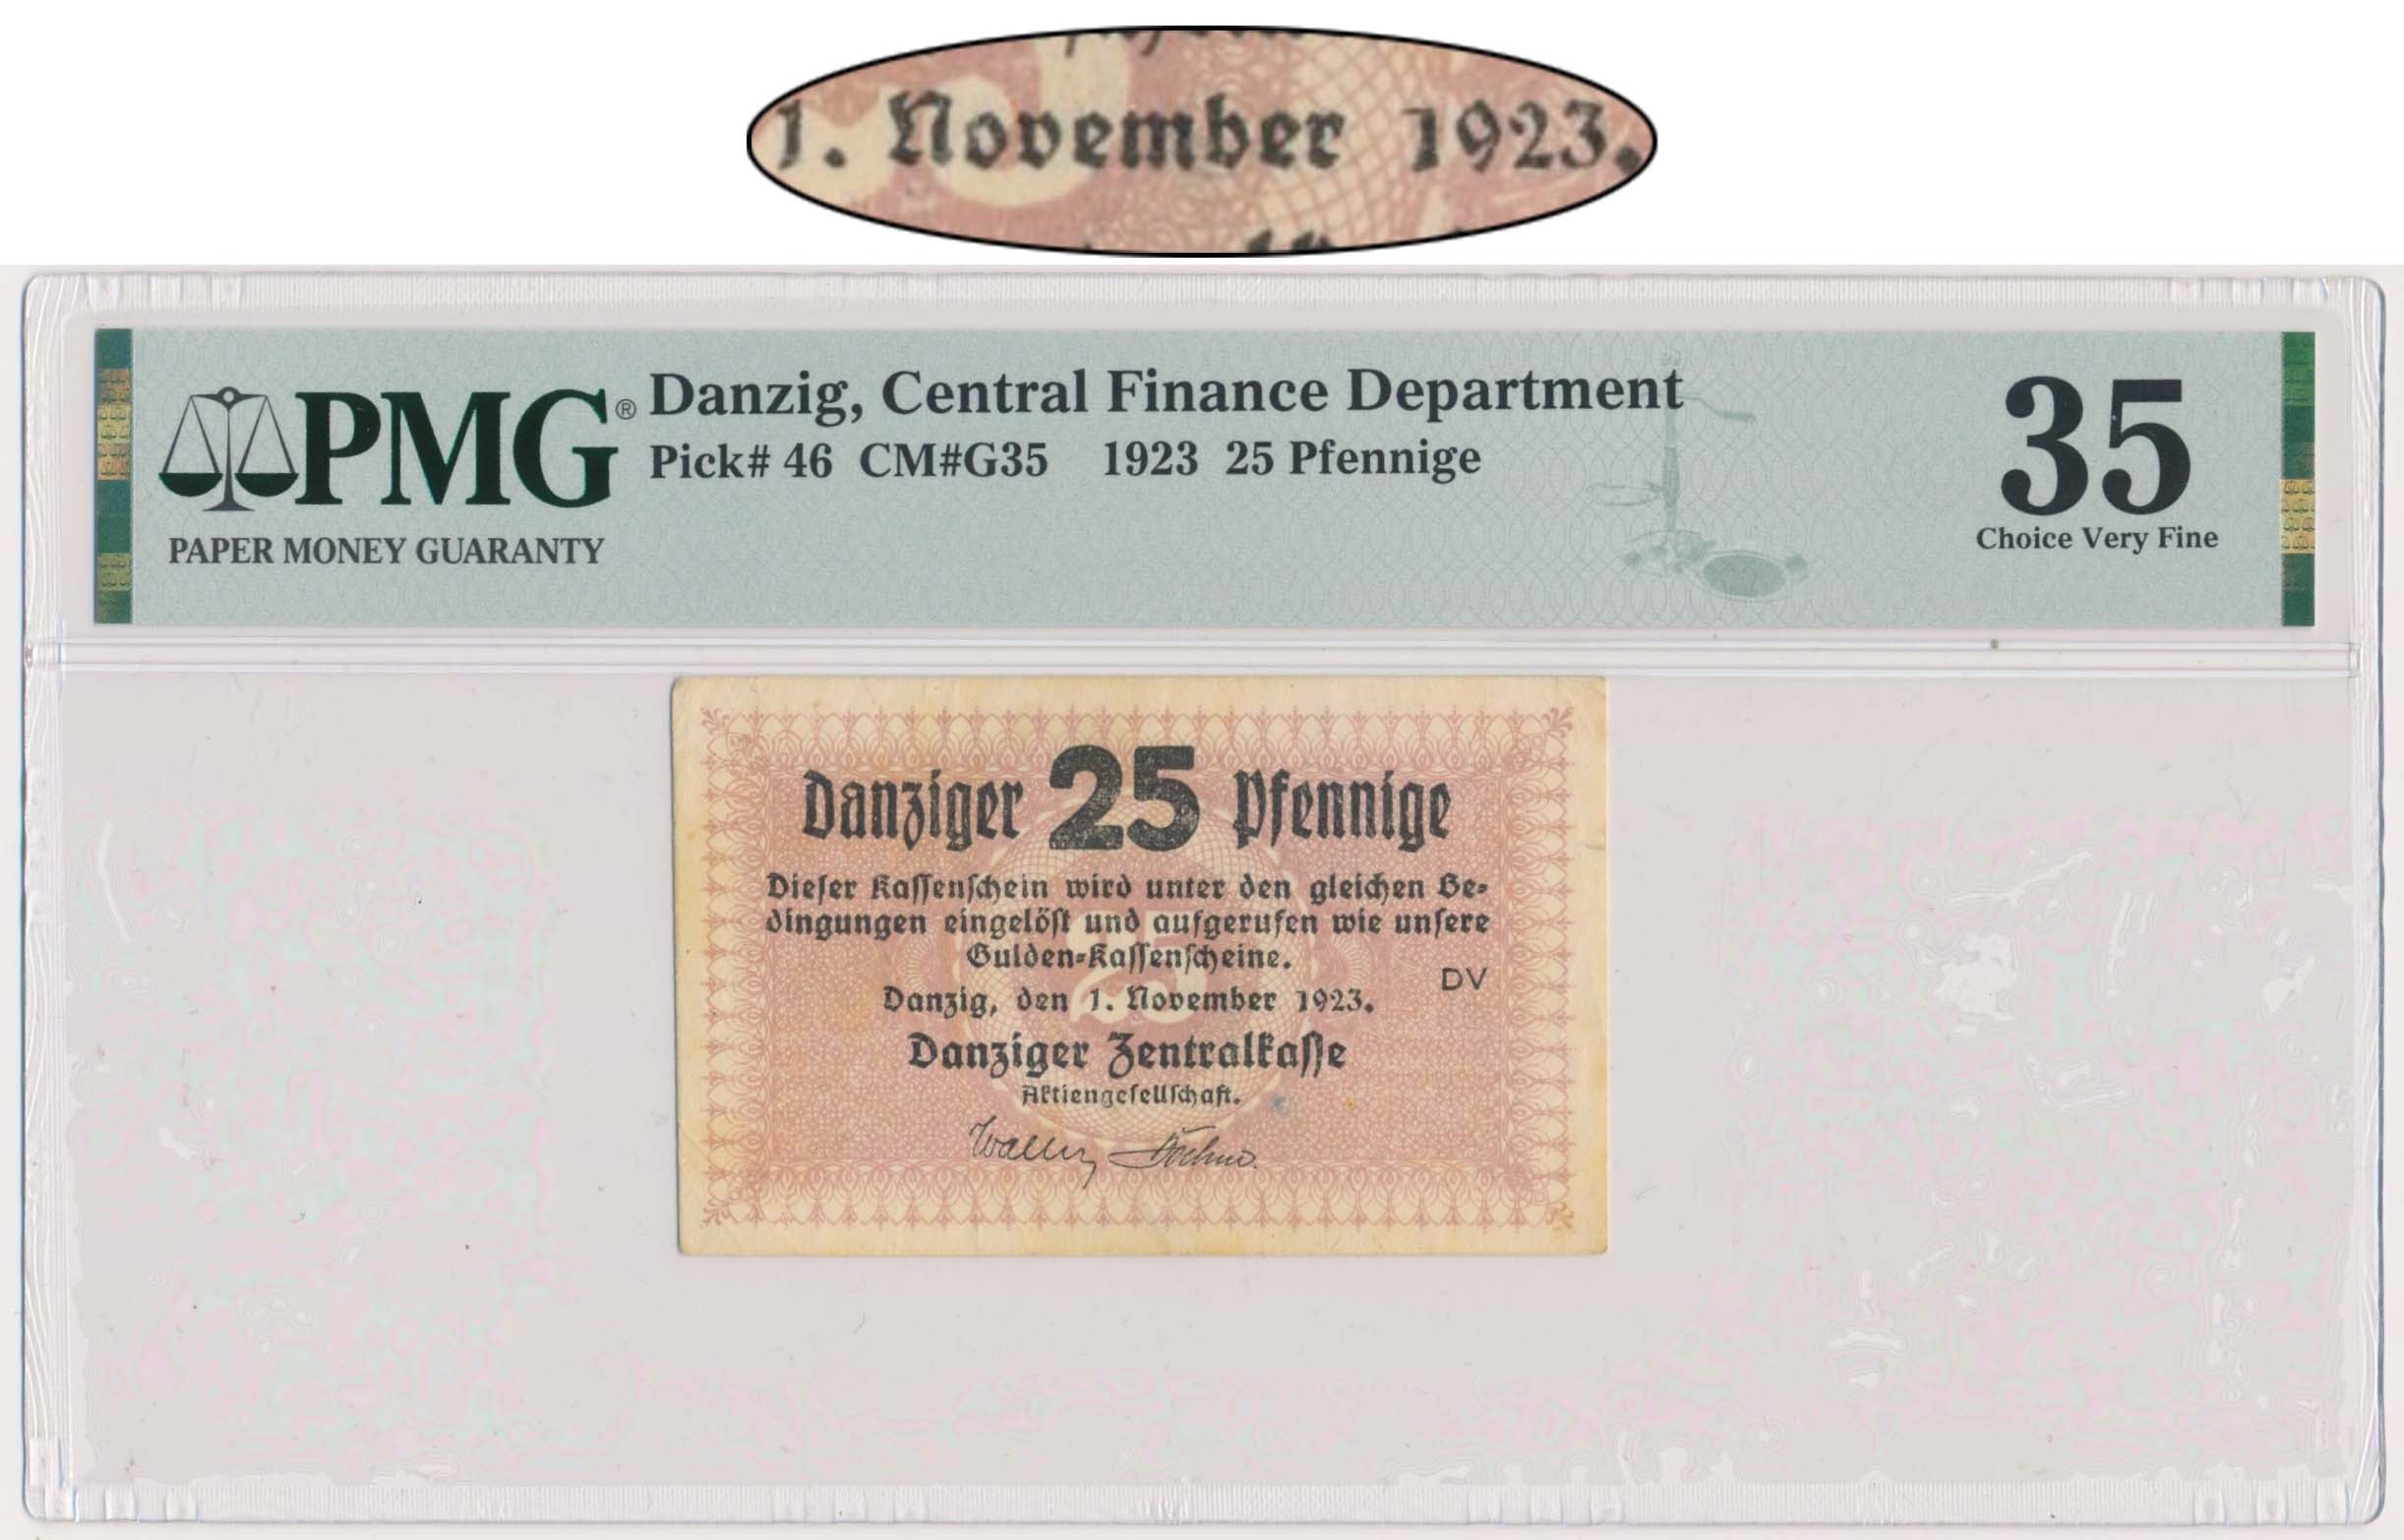 1. November 1923.
PMG®
PAPER MONEY GUARANTY
Danzig, Central Finance Department
Pick# 46 CM#G35 1923 25 Pfennige
35
Choice Very Fine
Danziger 25 Pfennige
Dieser Kassenschein wird unter den gleichen Be-
dingungen eingelöst und aufgerufen wie unsere
Gulden-Kassenscheine.
DV
Danzig, den 1. November 1923.
Danziger Zentralkasse
Aktiengesellschaft.